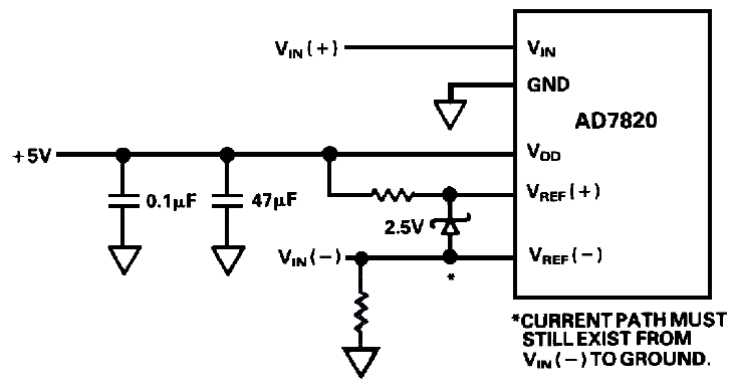 V_IN(+)
V_IN
GND
AD7820
+5V
V_DD
0.1μF
47μF
V_REF(+)
2.5V
V_IN(−)
V_REF(−)
*
*CURRENT PATH MUST
STILL EXIST FROM
V_IN(−) TO GROUND.